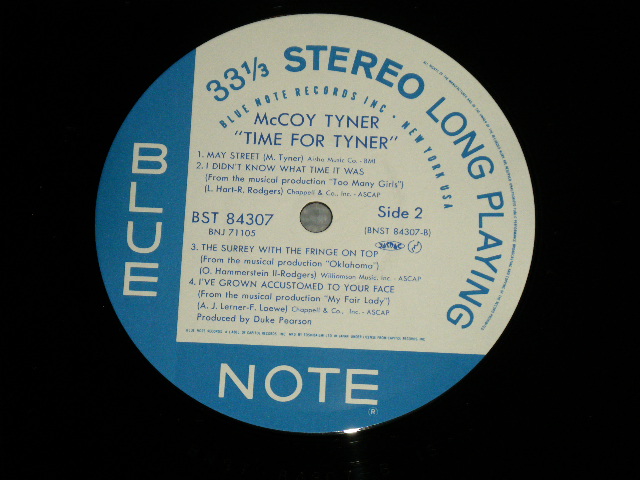 33 1/3 STEREO LONG PLAYING
BLUE NOTE RECORDS INC • NEW YORK USA
McCOY TYNER
"TIME FOR TYNER"
1. MAY STREET (M. Tyner) Aisha Music Co. - BMI
2. I DIDN'T KNOW WHAT TIME IT WAS
(From the musical production "Too Many Girls")
(L. Hart-R. Rodgers) Chappell & Co., Inc. - ASCAP
BST 84307
Side 2
BNJ 71105
(BNST 84307-B)
3. THE SURREY WITH THE FRINGE ON TOP
(From the musical production "Oklahoma")
(O. Hammerstein II-Rodgers) Williamson Music, Inc - ASCAP
4. I'VE GROWN ACCUSTOMED TO YOUR FACE
(From the musical production "My Fair Lady")
(A. J. Lerner-F. Loewe) Chappell & Co., Inc. - ASCAP
Produced by Duke Pearson
BLUE
NOTE
®